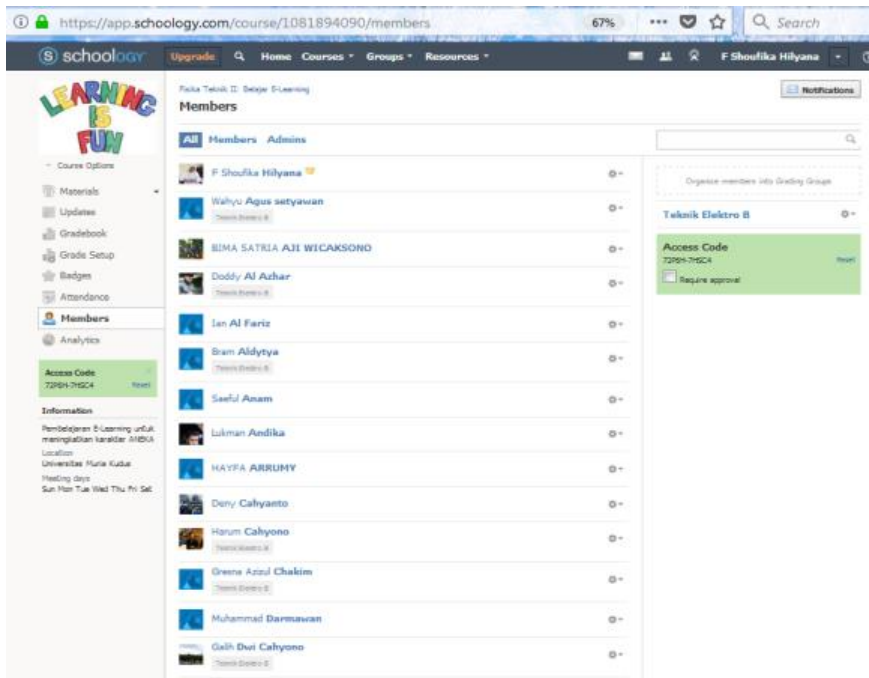 https://app.schoology.com/course/1081894090/members
67%
Search
S schoology
Upgrade
Home
Courses
Groups
Resources
F Shoufika Hilyana
LEARNING
IS
FUN
Course Options
Materials
Updates
Gradebook
Grade Setup
Badges
Attendance
Members
Analytics
Access Code
72P6H-7HSC4
Reset
Information
Pembelajaran E-Learning untuk
meningkatkan karakter ANEKA
Location
Universitas Muria Kudus
Meeting days
Sun Mon Tue Wed Thu Fri Sat
Fisika Teknik II: Belajar E-Learning
Members
Notifications
All Members Admins
F Shoufika Hilyana
Wahyu Agus setyawan
Teknik Elektro B
BIMA SATRIA AJI WICAKSONO
Doddy Al Azhar
Teknik Elektro B
Ian Al Fariz
Bram Aldytya
Teknik Elektro B
Saeful Anam
Lukman Andika
HAYFA ARRUMY
Deny Cahyanto
Harum Cahyono
Teknik Elektro B
Greena Azizul Chakim
Teknik Elektro B
Muhammad Darmawan
Galih Dwi Cahyono
Teknik Elektro B
Organize members into Grading Groups
Teknik Elektro B
Access Code
72P6H-7HSC4
Reset
Require approval